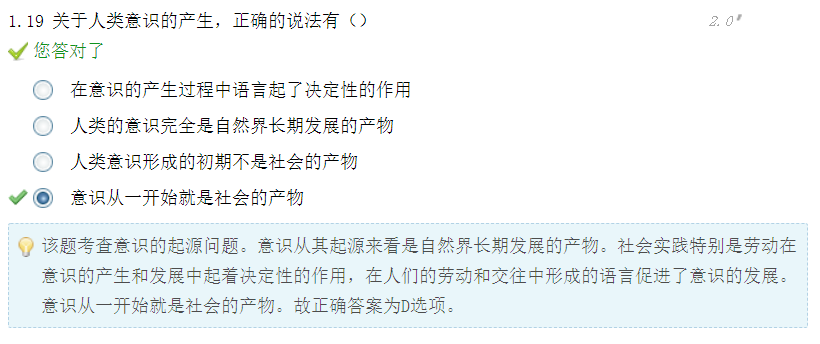 1.19 关于人类意识的产生，正确的说法有（） 2.0'
您答对了
在意识的产生过程中语言起了决定性的作用
人类的意识完全是自然界长期发展的产物
人类意识形成的初期不是社会的产物
意识从一开始就是社会的产物
该题考查意识的起源问题。意识从其起源来看是自然界长期发展的产物。社会实践特别是劳动在
意识的产生和发展中起着决定性的作用，在人们的劳动和交往中形成的语言促进了意识的发展。
意识从一开始就是社会的产物。故正确答案为D选项。